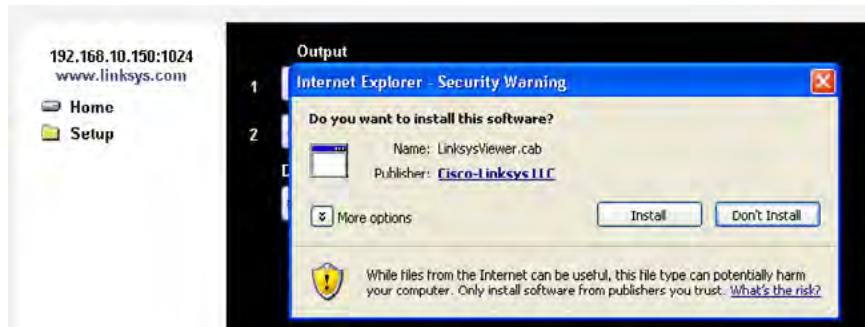 192.168.10.150:1024
www.linksys.com
Home
Setup
Output
1
2
Internet Explorer - Security Warning
Do you want to install this software?
Name: LinksysViewer.cab
Publisher: Cisco-Linksys LLC
More options
Install
Don't Install
While files from the Internet can be useful, this file type can potentially harm
your computer. Only install software from publishers you trust. What's the risk?